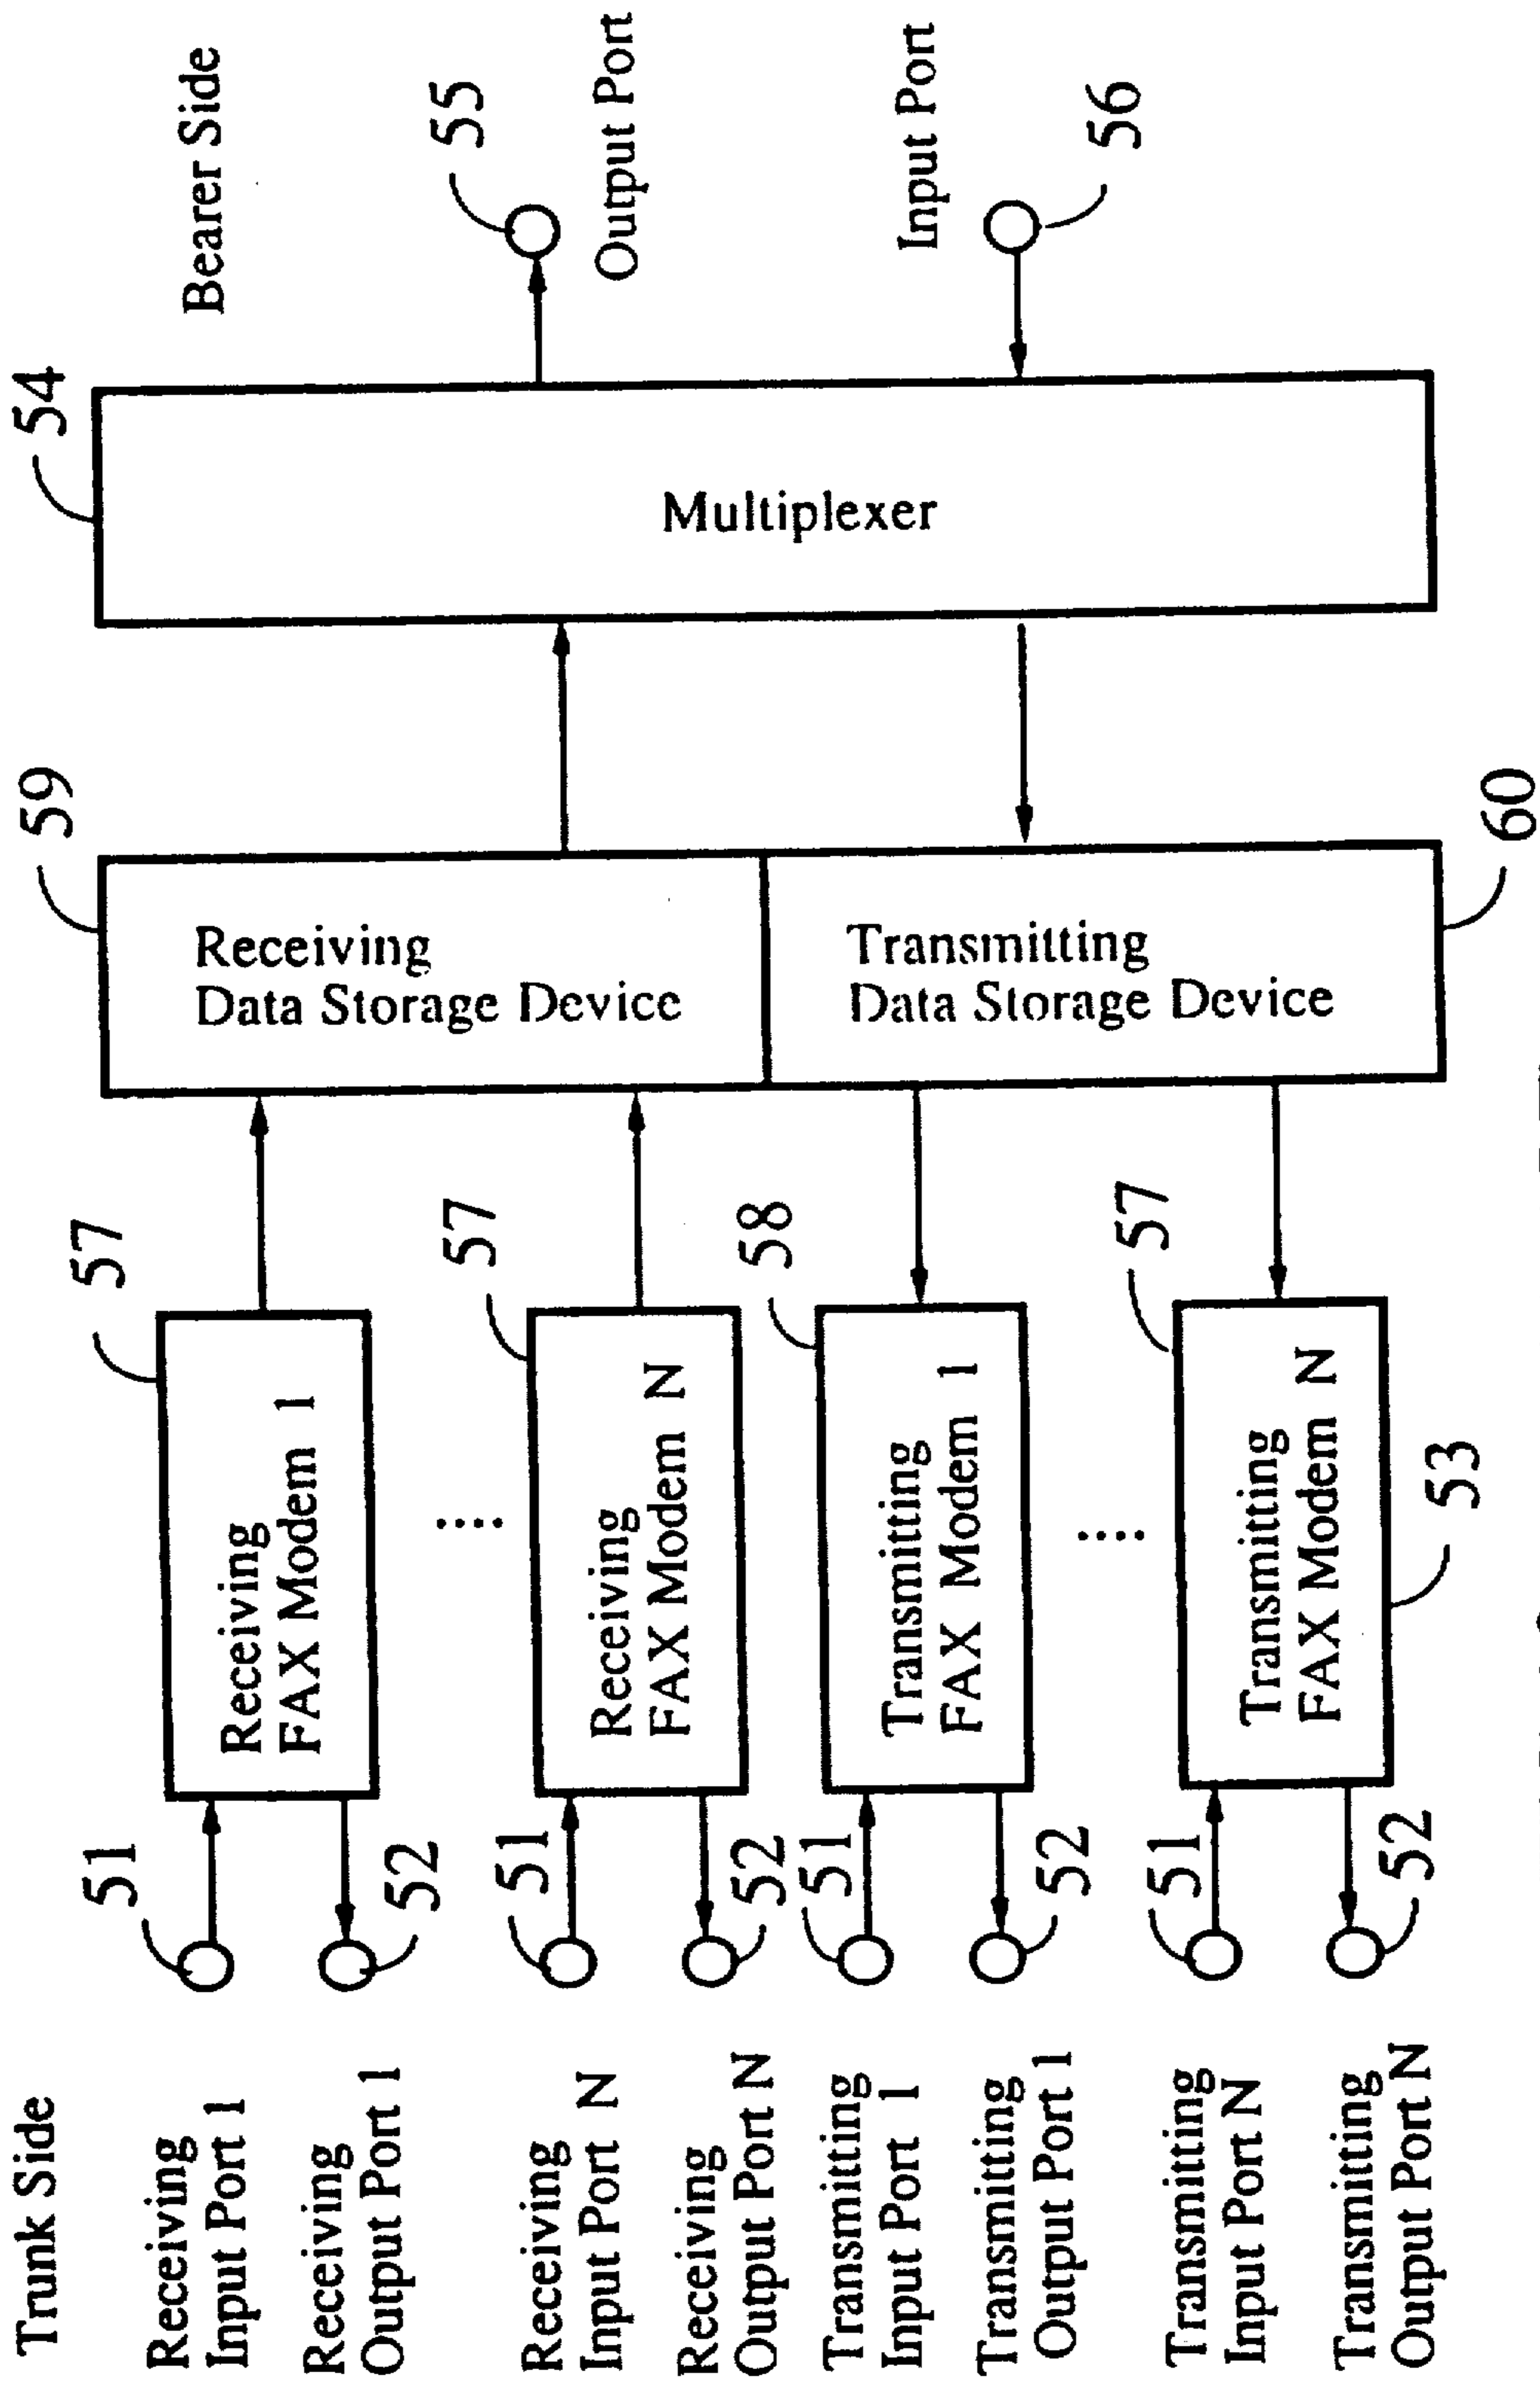 Trunk Side
Bearer Side
Receiving
Input Port 1
Receiving
Output Port 1
Receiving
Input Port N
Receiving
Output Port N
Transmitting
Input Port 1
Transmitting
Output Port 1
Transmitting
Input Port N
Transmitting
Output Port N
51
52
51
52
51
52
51
52
57
Receiving
FAX Modem 1
57
Receiving
FAX Modem N
58
Transmitting
FAX Modem 1
57
Transmitting
FAX Modem N
53
59
Receiving
Data Storage Device
Transmitting
Data Storage Device
60
54
Multiplexer
55
Output Port
Input Port
56